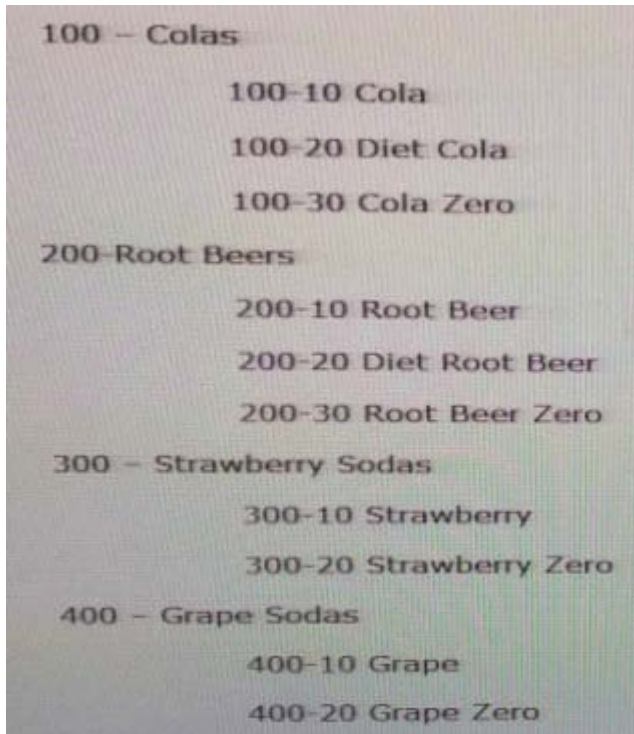 100 – Colas
100-10 Cola
100-20 Diet Cola
100-30 Cola Zero
200-Root Beers
200-10 Root Beer
200-20 Diet Root Beer
200-30 Root Beer Zero
300 – Strawberry Sodas
300-10 Strawberry
300-20 Strawberry Zero
400 – Grape Sodas
400-10 Grape
400-20 Grape Zero